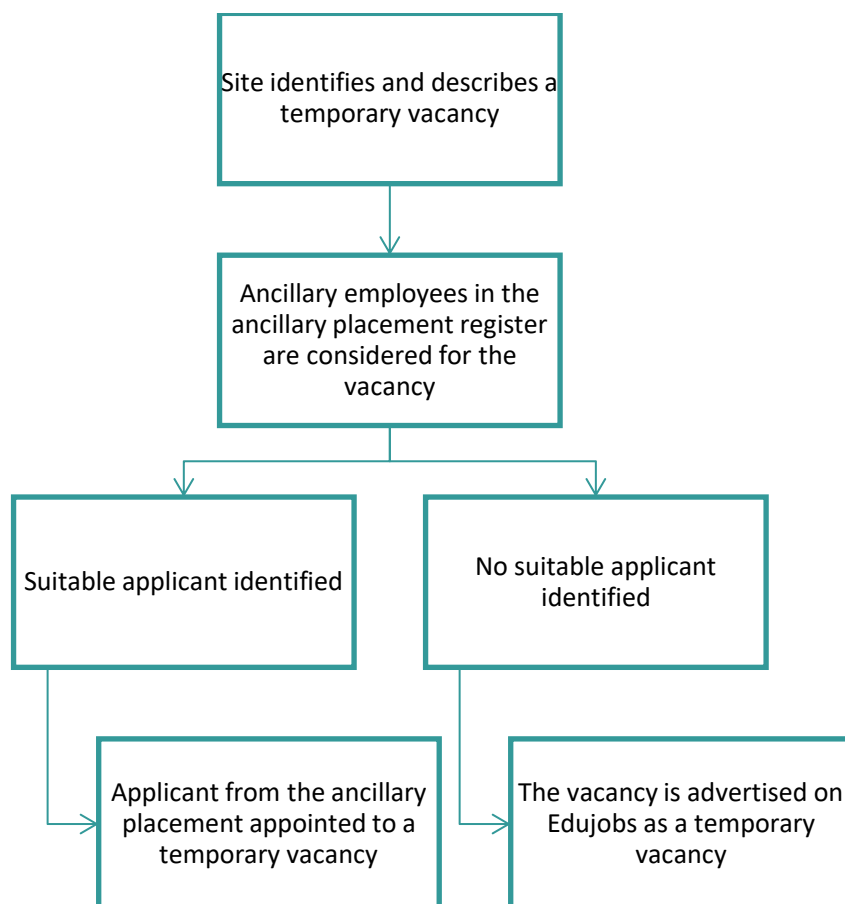 Site identifies and describes a
temporary vacancy
Ancillary employees in the
ancillary placement register
are considered for the
vacancy
Suitable applicant identified
No suitable applicant
identified
Applicant from the ancillary
placement appointed to a
temporary vacancy
The vacancy is advertised on
Edujobs as a temporary
vacancy